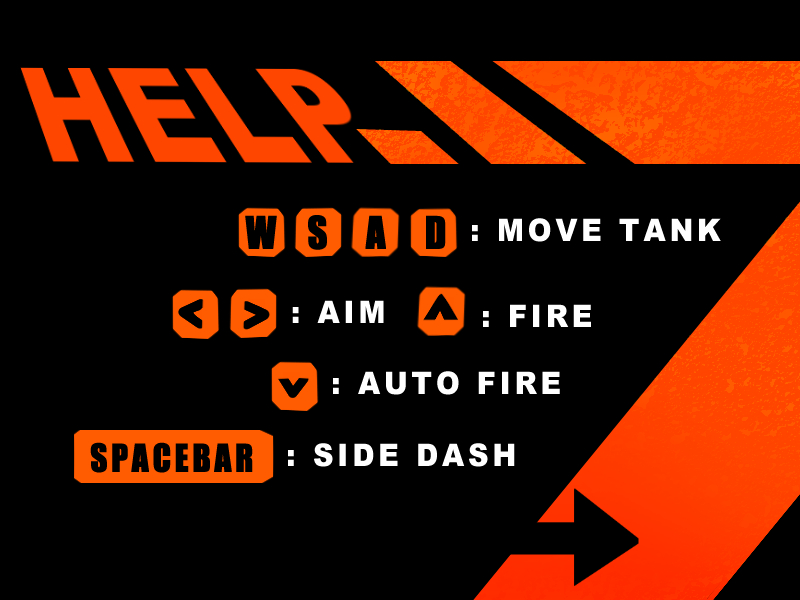 HELP
W S A D : MOVE TANK
< > : AIM ^ : FIRE
v : AUTO FIRE
SPACEBAR : SIDE DASH